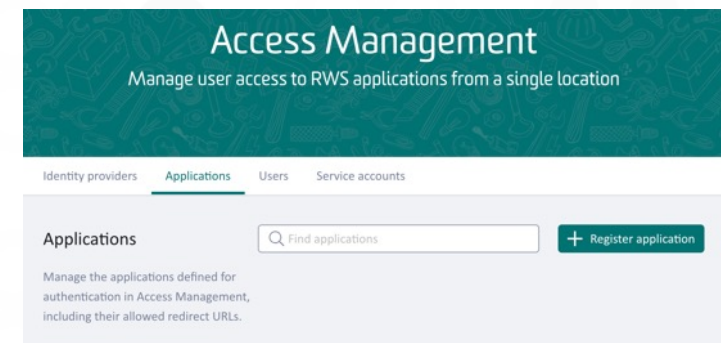 Access Management
Manage user access to RWS applications from a single location
Identity providers Applications Users Service accounts
Applications
Find applications
Register application
Manage the applications defined for
authentication in Access Management,
including their allowed redirect URLs.